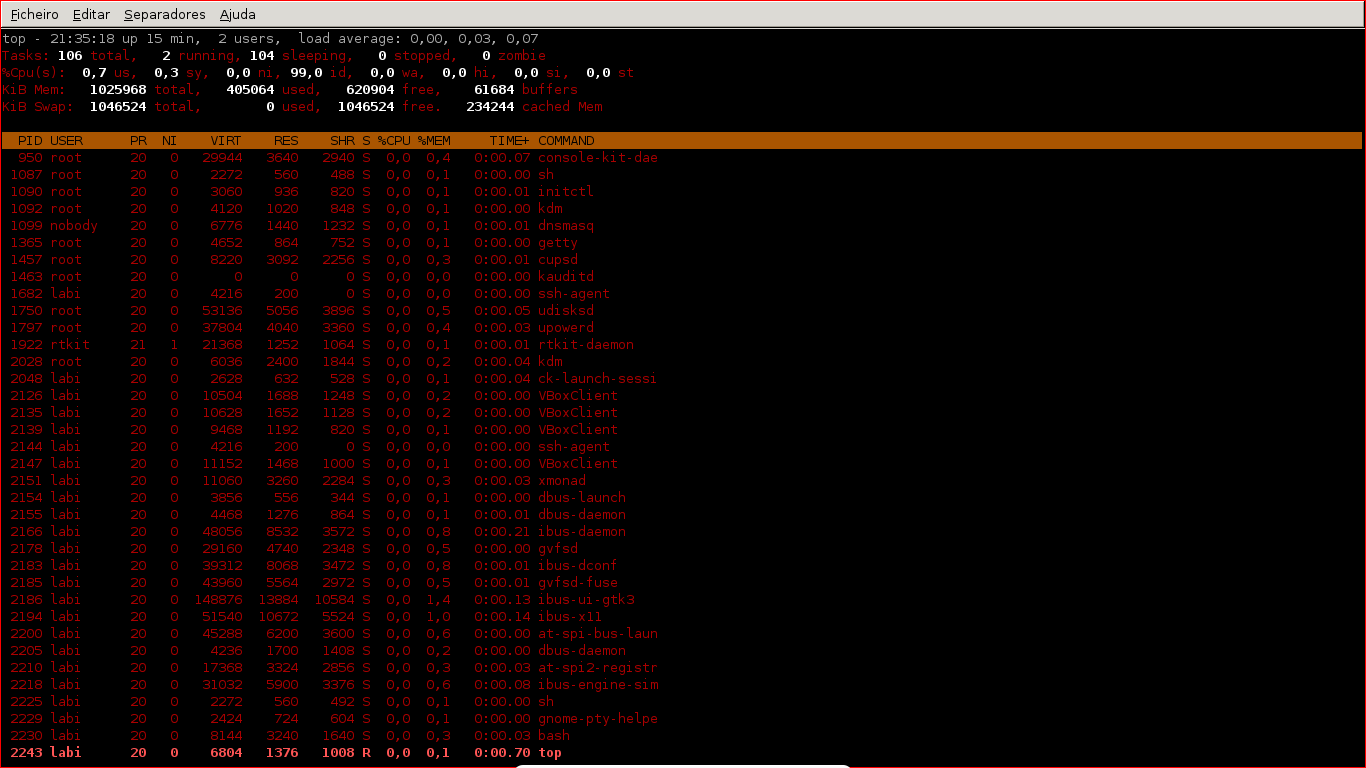 Ficheiro Editar Separadores Ajuda
top - 21:35:18 up 15 min,  2 users,  load average: 0,00, 0,03, 0,07
Tasks: 106 total,   2 running, 104 sleeping,   0 stopped,   0 zombie
%Cpu(s):  0,7 us,  0,3 sy,  0,0 ni, 99,0 id,  0,0 wa,  0,0 hi,  0,0 si,  0,0 st
KiB Mem:   1025968 total,   405064 used,   620904 free,    61684 buffers
KiB Swap:  1046524 total,        0 used,  1046524 free.   234244 cached Mem
PID USER PR NI VIRT RES SHR S %CPU %MEM TIME+ COMMAND
950 root 20 0 29944 3640 2940 S 0,0 0,4 0:00.07 console-kit-dae
1087 root 20 0 2272 560 488 S 0,0 0,1 0:00.00 sh
1090 root 20 0 3060 936 820 S 0,0 0,1 0:00.01 initctl
1092 root 20 0 4120 1020 848 S 0,0 0,1 0:00.00 kdm
1099 nobody 20 0 6776 1440 1232 S 0,0 0,1 0:00.01 dnsmasq
1365 root 20 0 4652 864 752 S 0,0 0,1 0:00.00 getty
1457 root 20 0 8220 3092 2256 S 0,0 0,3 0:00.01 cupsd
1463 root 20 0 0 0 0 S 0,0 0,0 0:00.00 kauditd
1682 labi 20 0 4216 200 0 S 0,0 0,0 0:00.00 ssh-agent
1750 root 20 0 53136 5056 3896 S 0,0 0,5 0:00.05 udisksd
1797 root 20 0 37804 4040 3360 S 0,0 0,4 0:00.03 upowerd
1922 rtkit 21 1 21368 1252 1064 S 0,0 0,1 0:00.01 rtkit-daemon
2028 root 20 0 6036 2400 1844 S 0,0 0,2 0:00.04 kdm
2048 labi 20 0 2628 632 528 S 0,0 0,1 0:00.04 ck-launch-sessi
2126 labi 20 0 10504 1688 1248 S 0,0 0,2 0:00.00 VBoxClient
2135 labi 20 0 10628 1652 1128 S 0,0 0,2 0:00.00 VBoxClient
2139 labi 20 0 9468 1192 820 S 0,0 0,1 0:00.00 VBoxClient
2144 labi 20 0 4216 200 0 S 0,0 0,0 0:00.00 ssh-agent
2147 labi 20 0 11152 1468 1000 S 0,0 0,1 0:00.00 VBoxClient
2151 labi 20 0 11060 3260 2284 S 0,0 0,3 0:00.03 xmonad
2154 labi 20 0 3856 556 344 S 0,0 0,1 0:00.00 dbus-launch
2155 labi 20 0 4468 1276 864 S 0,0 0,1 0:00.01 dbus-daemon
2166 labi 20 0 48056 8532 3572 S 0,0 0,8 0:00.21 ibus-daemon
2178 labi 20 0 29160 4740 2348 S 0,0 0,5 0:00.00 gvfsd
2183 labi 20 0 39312 8068 3472 S 0,0 0,8 0:00.01 ibus-dconf
2185 labi 20 0 43960 5564 2972 S 0,0 0,5 0:00.01 gvfsd-fuse
2186 labi 20 0 148876 13884 10584 S 0,0 1,4 0:00.13 ibus-ui-gtk3
2194 labi 20 0 51540 10672 5524 S 0,0 1,0 0:00.14 ibus-x11
2200 labi 20 0 45288 6200 3600 S 0,0 0,6 0:00.00 at-spi-bus-laun
2205 labi 20 0 4236 1700 1408 S 0,0 0,2 0:00.00 dbus-daemon
2210 labi 20 0 17368 3324 2856 S 0,0 0,3 0:00.03 at-spi2-registr
2218 labi 20 0 31032 5900 3376 S 0,0 0,6 0:00.08 ibus-engine-sim
2225 labi 20 0 2272 560 492 S 0,0 0,1 0:00.00 sh
2229 labi 20 0 2424 724 604 S 0,0 0,1 0:00.00 gnome-pty-helpe
2230 labi 20 0 8144 3240 1640 S 0,0 0,3 0:00.03 bash
2243 labi 20 0 6804 1376 1008 R 0,0 0,1 0:00.70 top